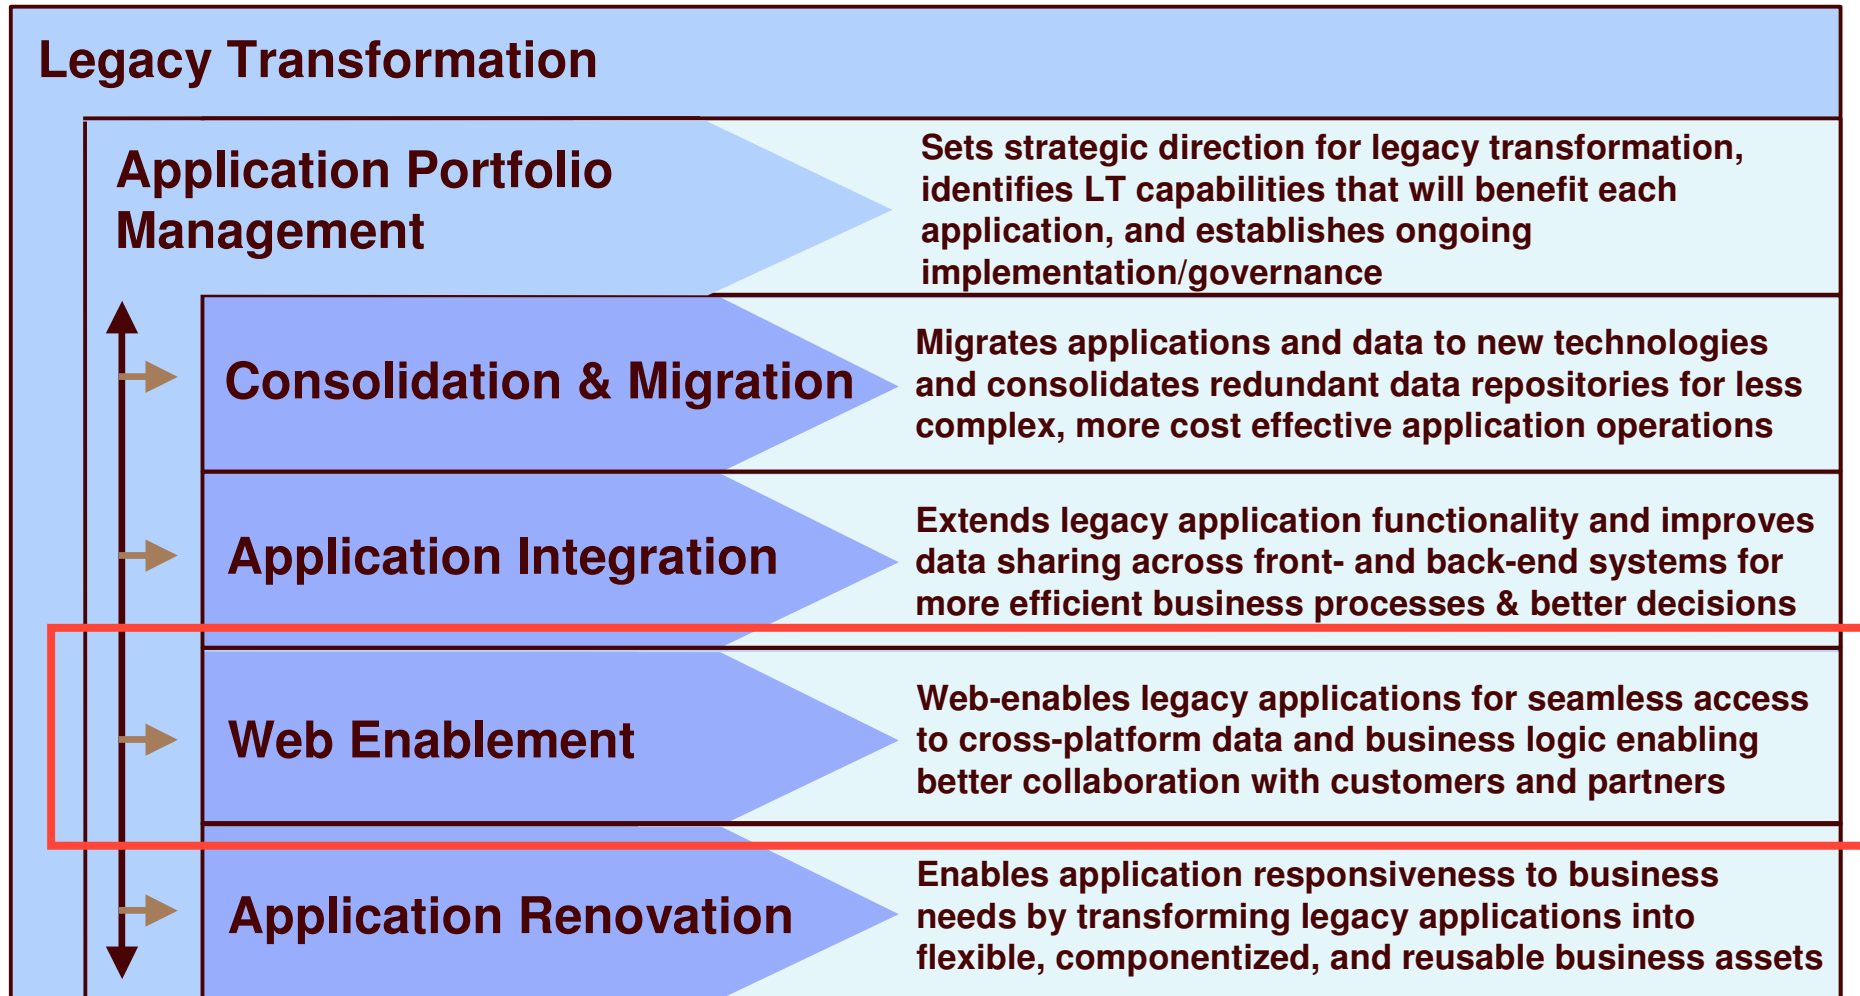 Legacy Transformation
Application Portfolio
Management
Sets strategic direction for legacy transformation,
identifies LT capabilities that will benefit each
application, and establishes ongoing
implementation/governance
Consolidation & Migration
Migrates applications and data to new technologies
and consolidates redundant data repositories for less
complex, more cost effective application operations
Application Integration
Extends legacy application functionality and improves
data sharing across front- and back-end systems for
more efficient business processes & better decisions
Web Enablement
Web-enables legacy applications for seamless access
to cross-platform data and business logic enabling
better collaboration with customers and partners
Application Renovation
Enables application responsiveness to business
needs by transforming legacy applications into
flexible, componentized, and reusable business assets